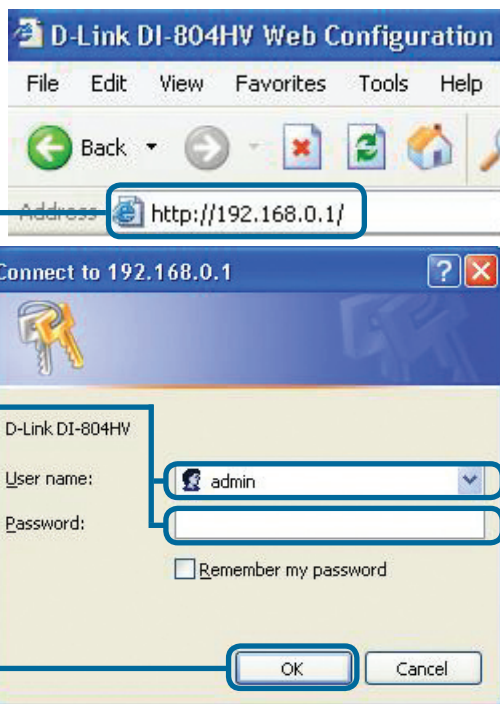 D-Link DI-804HV Web Configuration
File Edit View Favorites Tools Help
Back
Address http://192.168.0.1/
Connect to 192.168.0.1
D-Link DI-804HV
User name: admin
Password:
Remember my password
OK Cancel